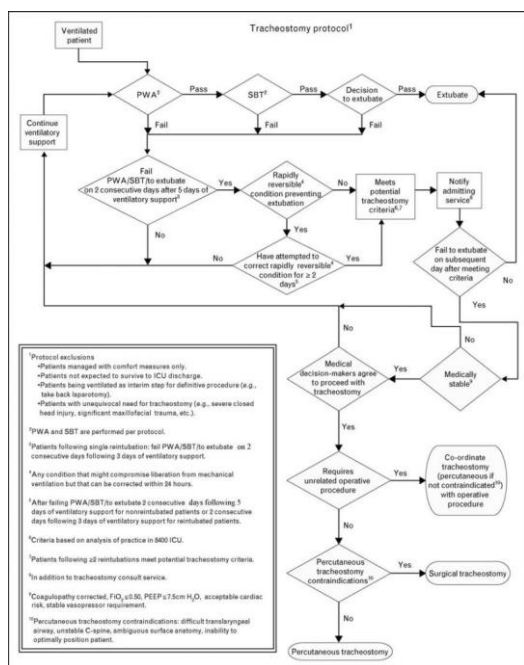 Tracheostomy protocol¹
Ventilated
patient
PWA²
Pass
SBT²
Pass
Decision
to extubate
Pass
Extubate
Continue
ventilatory
support
Fail
Fail
Fail
Fail
PWA/SBT/to extubate
on 2 consecutive days after 5 days of
ventilatory support³
Yes
Rapidly
reversible⁴
condition preventing
extubation
No
Meets
potential
tracheostomy
criteria⁶,⁷
Notify
admitting
service⁸
No
Yes
No
Have attempted to
correct rapidly reversible⁴
condition for ≥ 2
days⁵
Yes
Fail to extubate
on subsequent
day after meeting
criteria
Yes
No
No
Medical
decision-makers agree
to proceed with
tracheostomy
Yes
Medically
stable⁹
Yes
Requires
unrelated operative
procedure
Yes
Co-ordinate
tracheostomy
(percutaneous if
not contraindicated¹⁰)
with operative
procedure
No
Percutaneous
tracheostomy
contraindications¹⁰
Yes
Surgical tracheostomy
No
Percutaneous tracheostomy
¹Protocol exclusions
•Patients managed with comfort measures only.
•Patients not expected to survive to ICU discharge.
•Patients being ventilated as interim step for definitive procedure (e.g.,
take back laparotomy).
•Patients with unequivocal need for tracheostomy (e.g., severe closed
head injury, significant maxillofacial trauma, etc.).
²PWA and SBT are performed per protocol.
³Patients following single reintubation: fail PWA/SBT/to extubate on 2
consecutive days following 3 days of ventilatory support.
⁴Any condition that might compromise liberation from mechanical
ventilation but that can be corrected within 24 hours.
⁵After failing PWA/SBT/to extubate 2 consecutive days following 5
days of ventilatory support for nonreintubated patients or 2 consecutive
days following 3 days of ventilatory support for reintubated patients.
⁶Criteria based on analysis of practice in 8400 ICU.
⁷Patients following ≥2 reintubations meet potential tracheostomy criteria.
⁸In addition to tracheostomy consult service.
⁹Coagulopathy corrected, FiO₂ ≤0.50, PEEP ≤7.5cm H₂O, acceptable cardiac
risk, stable vasopressor requirement.
¹⁰Percutaneous tracheostomy contraindications: difficult translaryngeal
airway, unstable C-spine, ambiguous surface anatomy, inability to
optimally position patient.